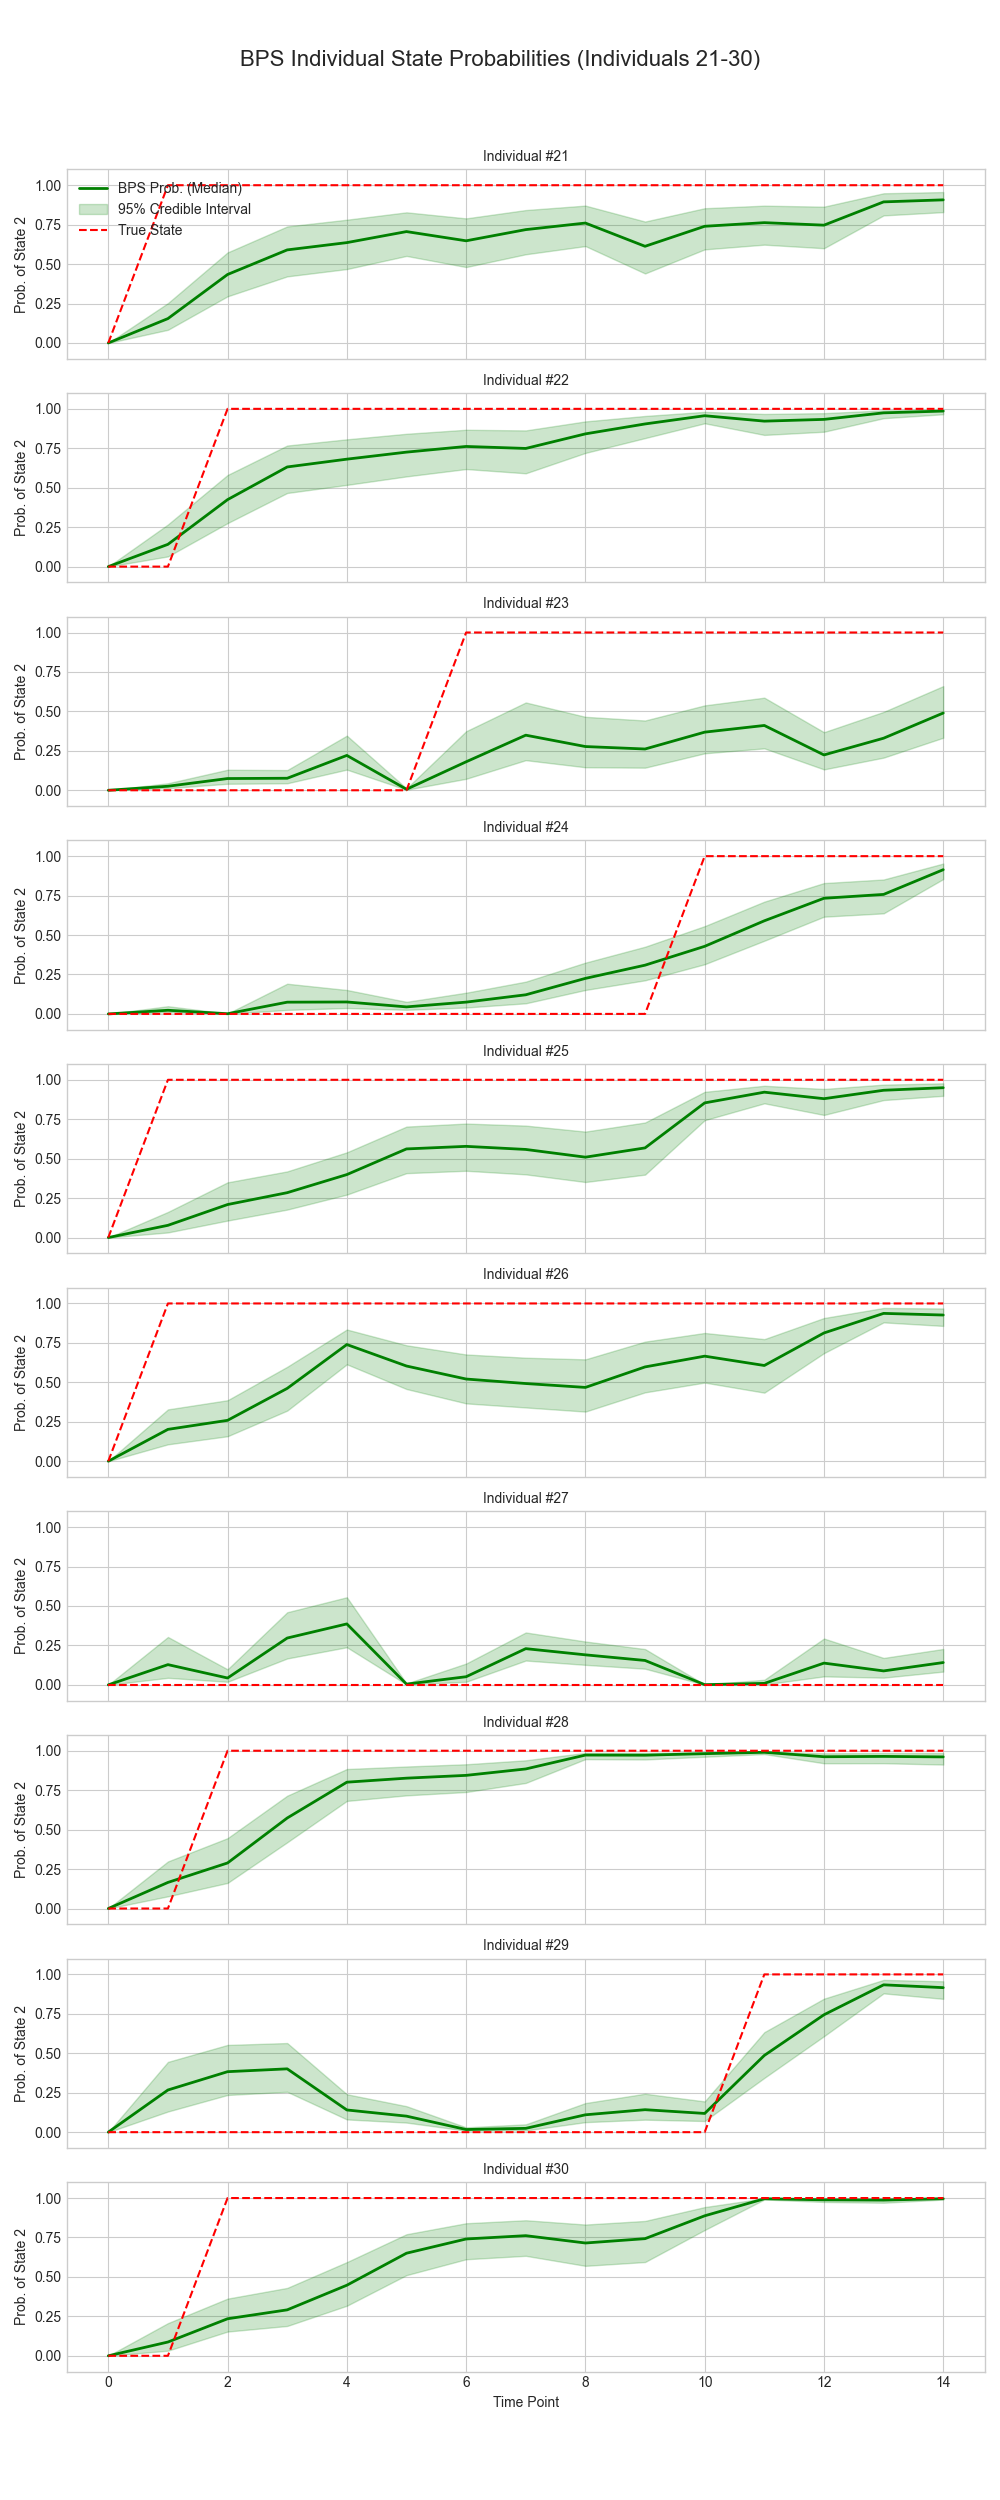 BPS Individual State Probabilities (Individuals 21-30)
Individual #21
BPS Prob. (Median)
95% Credible Interval
True State
Prob. of State 2
1.00
0.75
0.50
0.25
0.00
Individual #22
Prob. of State 2
1.00
0.75
0.50
0.25
0.00
Individual #23
Prob. of State 2
1.00
0.75
0.50
0.25
0.00
Individual #24
Prob. of State 2
1.00
0.75
0.50
0.25
0.00
Individual #25
Prob. of State 2
1.00
0.75
0.50
0.25
0.00
Individual #26
Prob. of State 2
1.00
0.75
0.50
0.25
0.00
Individual #27
Prob. of State 2
1.00
0.75
0.50
0.25
0.00
Individual #28
Prob. of State 2
1.00
0.75
0.50
0.25
0.00
Individual #29
Prob. of State 2
1.00
0.75
0.50
0.25
0.00
Individual #30
Prob. of State 2
1.00
0.75
0.50
0.25
0.00
0 2 4 6 8 10 12 14
Time Point